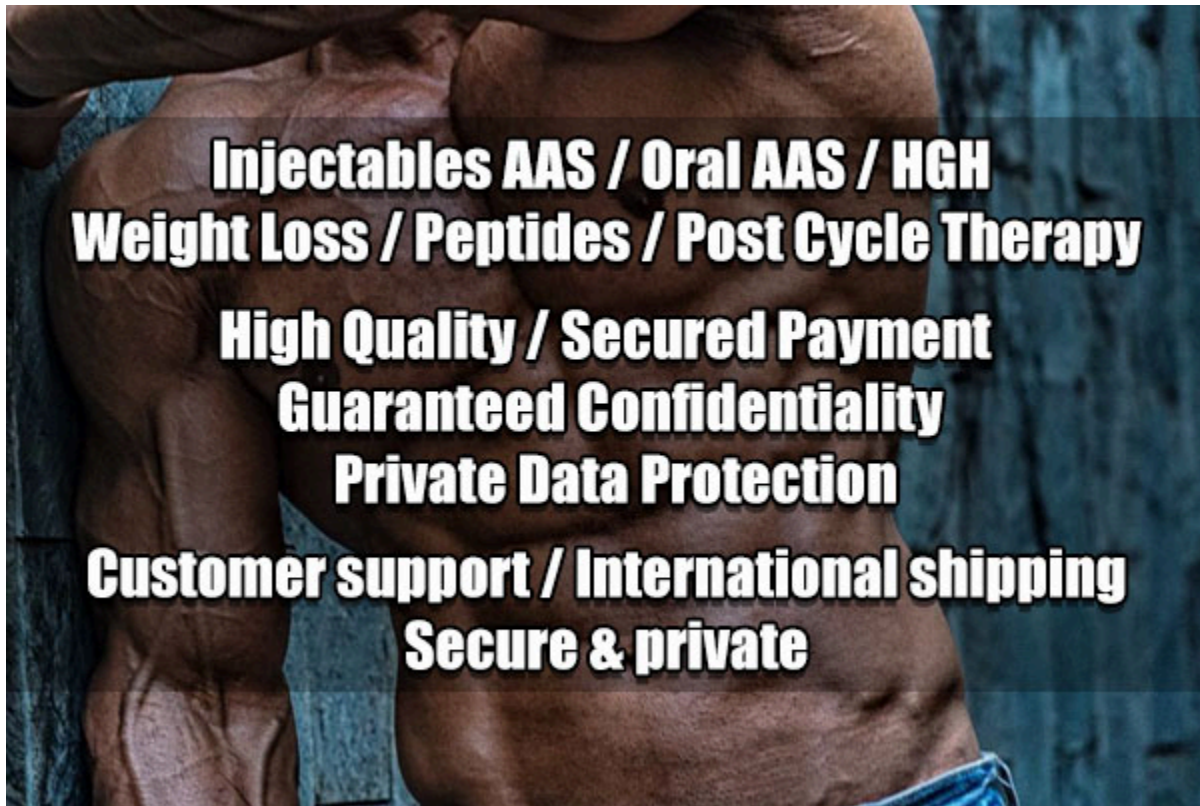 Injectables AAS / Oral AAS / HGH
Weight Loss / Peptides / Post Cycle Therapy
High Quality / Secured Payment
Guaranteed Confidentiality
Private Data Protection
Customer support / International shipping
Secure & private